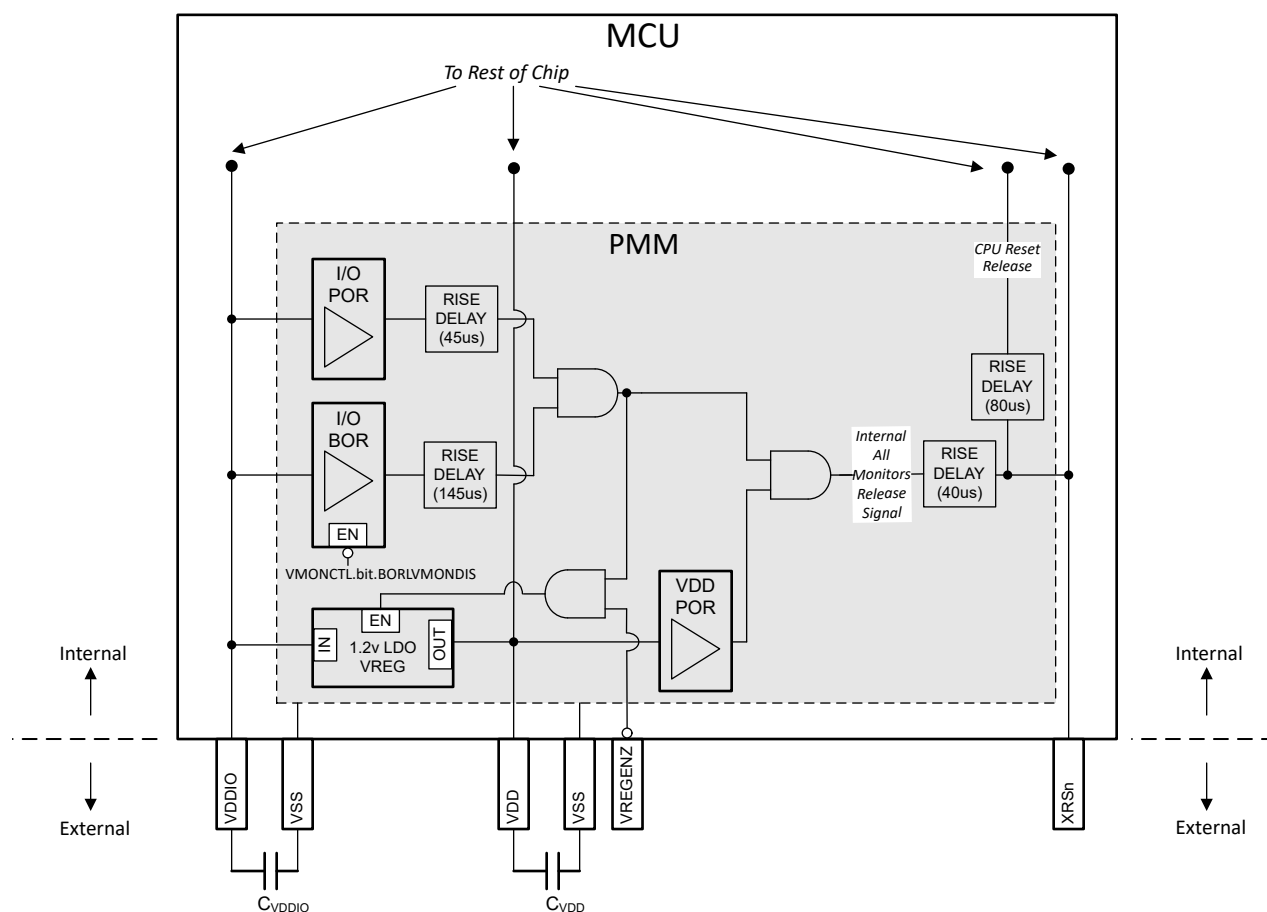 MCU
To Rest of Chip
PMM
CPU Reset
Release
I/O
POR
RISE
DELAY
(45us)
RISE
DELAY
(80us)
I/O
BOR
EN
RISE
DELAY
(145us)
Internal
All
Monitors
Release
Signal
RISE
DELAY
(40us)
VMONCTL.bit.BORLVMONDIS
EN
IN
1.2v LDO
VREG
OUT
VDD
POR
Internal
Internal
VDDIO
VSS
VDD
VSS
VREGENZ
XRSn
External
External
CVDDIO
CVDD